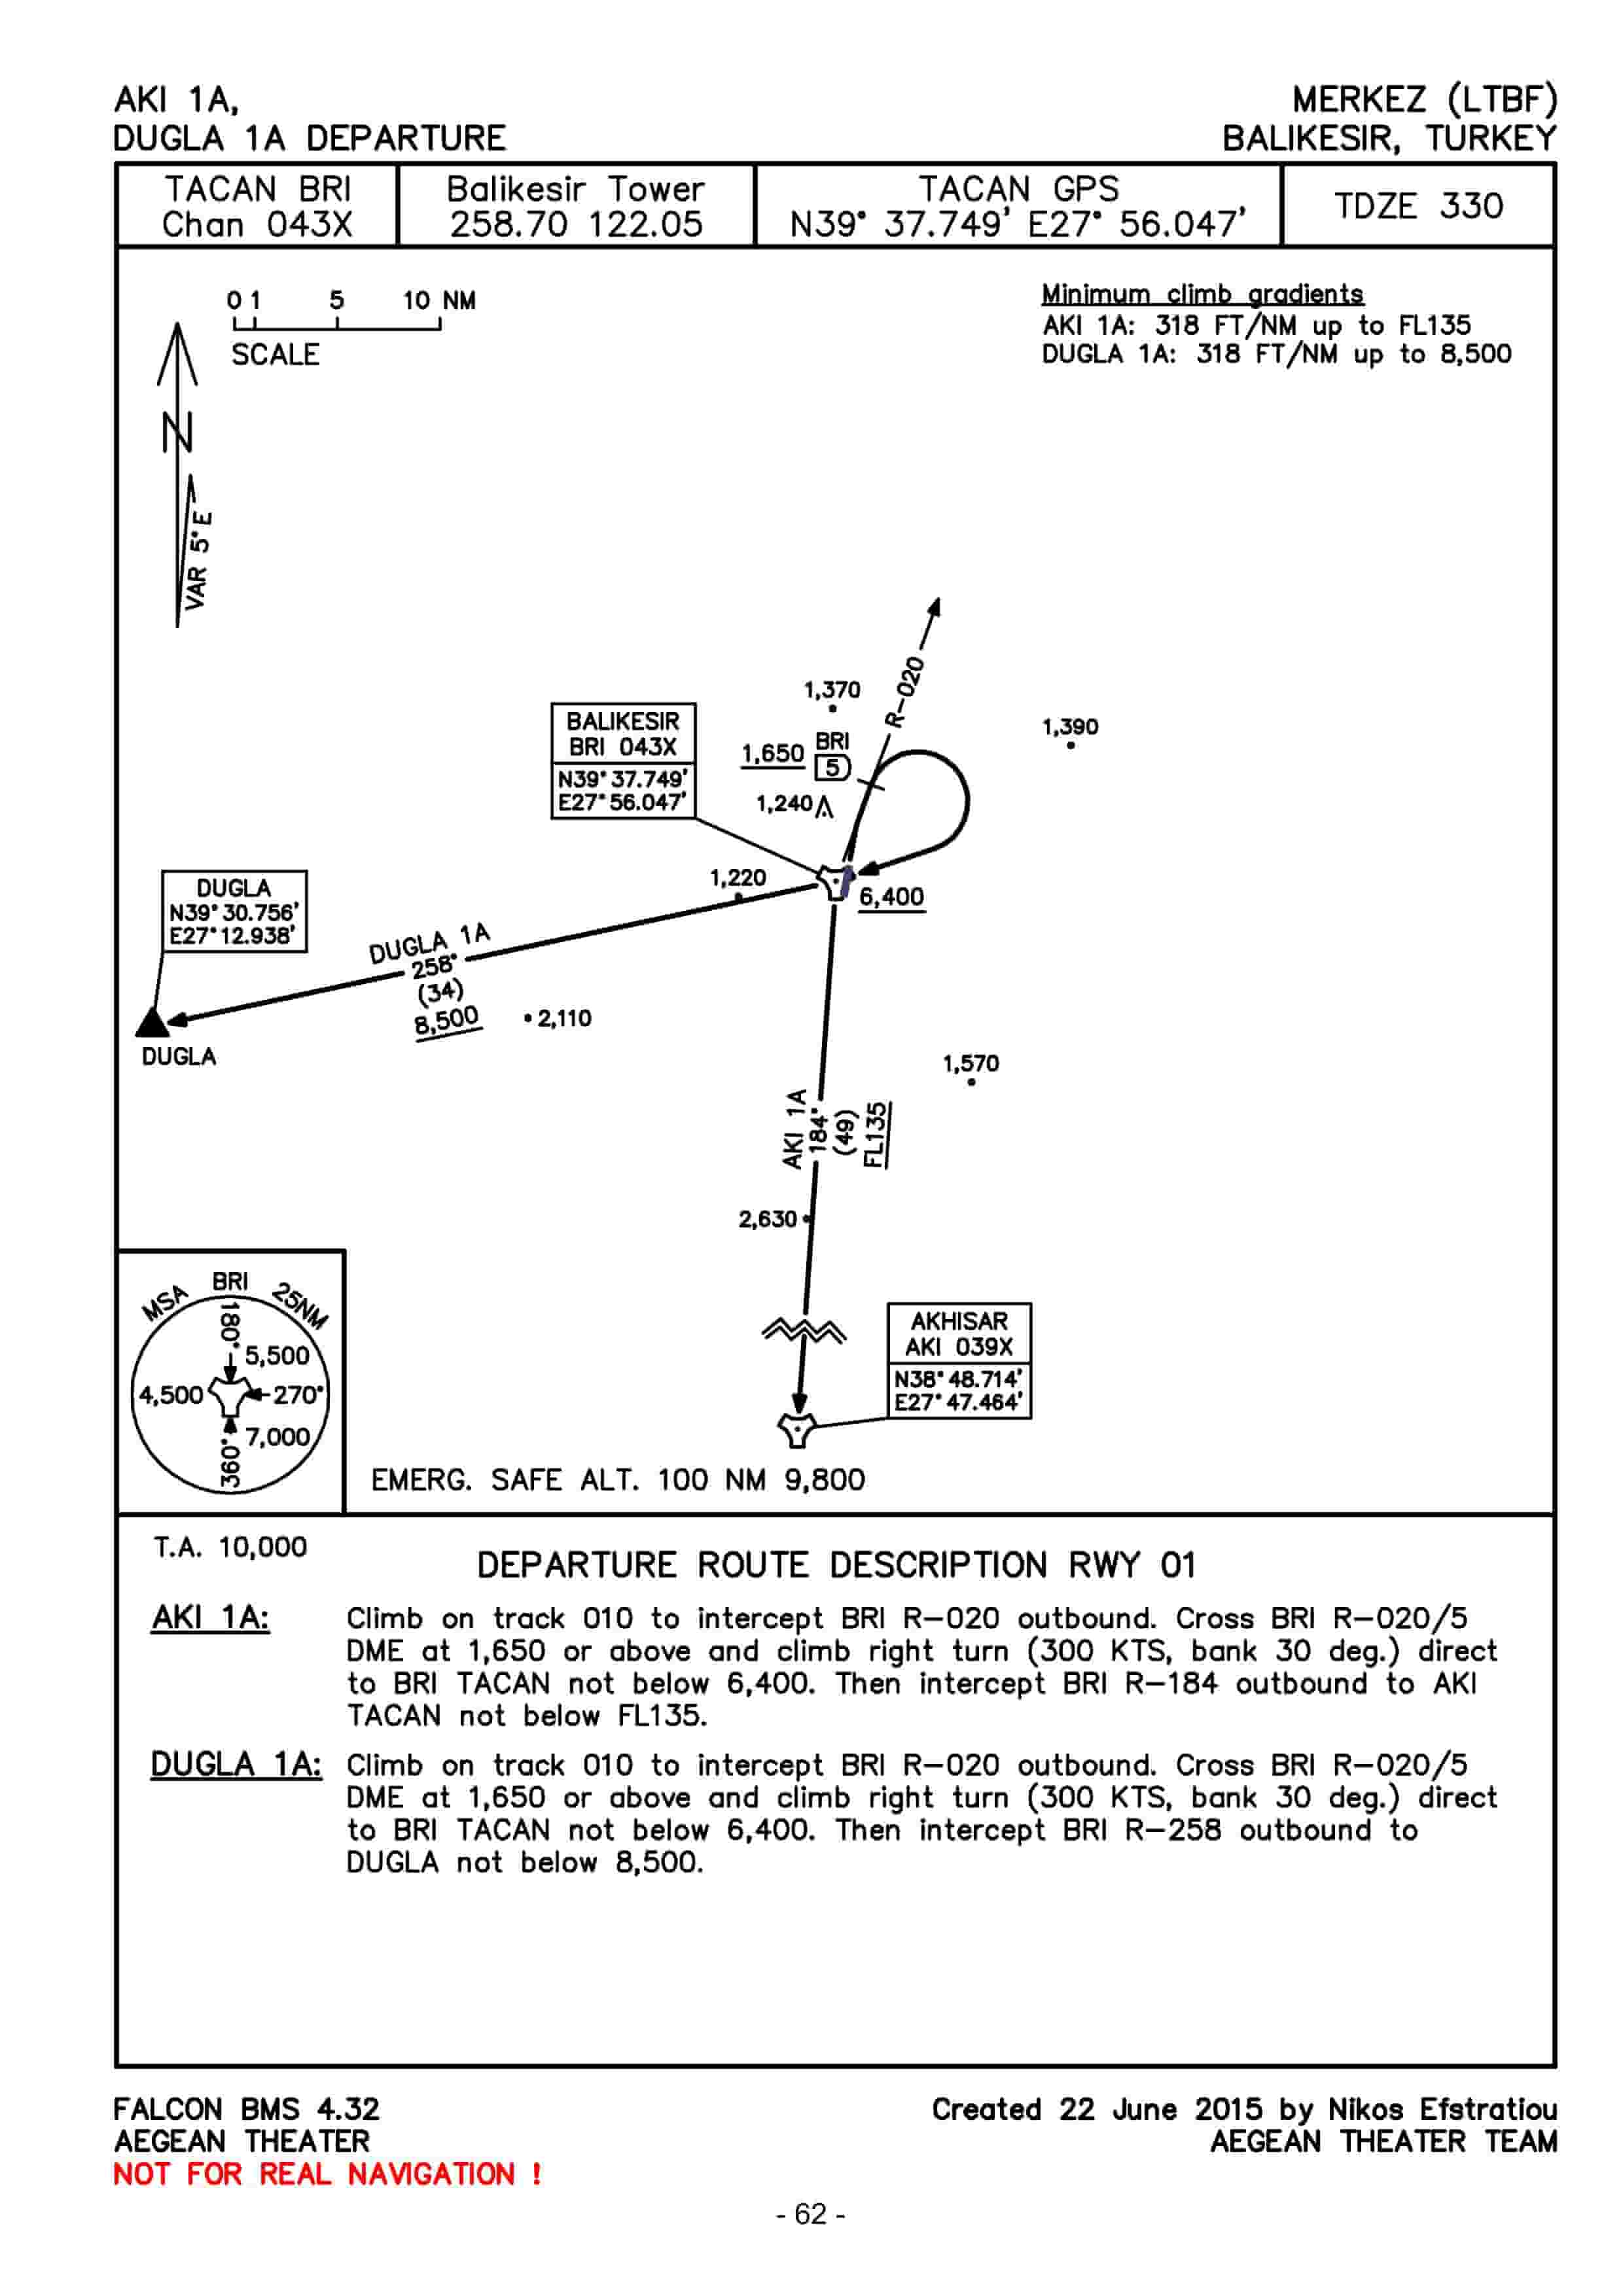 AKI 1A,
DUGLA 1A DEPARTURE
MERKEZ (LTBF)
BALIKESIR, TURKEY
TACAN BRI
Chan 043X
Balikesir Tower
258.70 122.05
TACAN GPS
N39° 37.749' E27° 56.047'
TDZE 330
0 1 5 10 NM
SCALE
Minimum climb gradients
AKI 1A: 318 FT/NM up to FL135
DUGLA 1A: 318 FT/NM up to 8,500
N
VAR 5°E
R-020
1,370
1,390
BALIKESIR
BRI 043X
N39° 37.749'
E27° 56.047'
BRI
1,650 5
1,240
1,220
6,400
DUGLA
N39° 30.756'
E27° 12.938'
DUGLA 1A
258°
(34)
8,500
2,110
DUGLA
1,570
AKI 1A
184°
(49)
FL135
2,630
AKHISAR
AKI 039X
N38° 48.714'
E27° 47.464'
MSA BRI 25NM
180°
5,500
4,500
270°
7,000
360°
EMERG. SAFE ALT. 100 NM 9,800
T.A. 10,000
DEPARTURE ROUTE DESCRIPTION RWY 01
AKI 1A: Climb on track 010 to intercept BRI R-020 outbound. Cross BRI R-020/5
DME at 1,650 or above and climb right turn (300 KTS, bank 30 deg.) direct
to BRI TACAN not below 6,400. Then intercept BRI R-184 outbound to AKI
TACAN not below FL135.
DUGLA 1A: Climb on track 010 to intercept BRI R-020 outbound. Cross BRI R-020/5
DME at 1,650 or above and climb right turn (300 KTS, bank 30 deg.) direct
to BRI TACAN not below 6,400. Then intercept BRI R-258 outbound to
DUGLA not below 8,500.
FALCON BMS 4.32
AEGEAN THEATER
NOT FOR REAL NAVIGATION !
Created 22 June 2015 by Nikos Efstratiou
AEGEAN THEATER TEAM
- 62 -